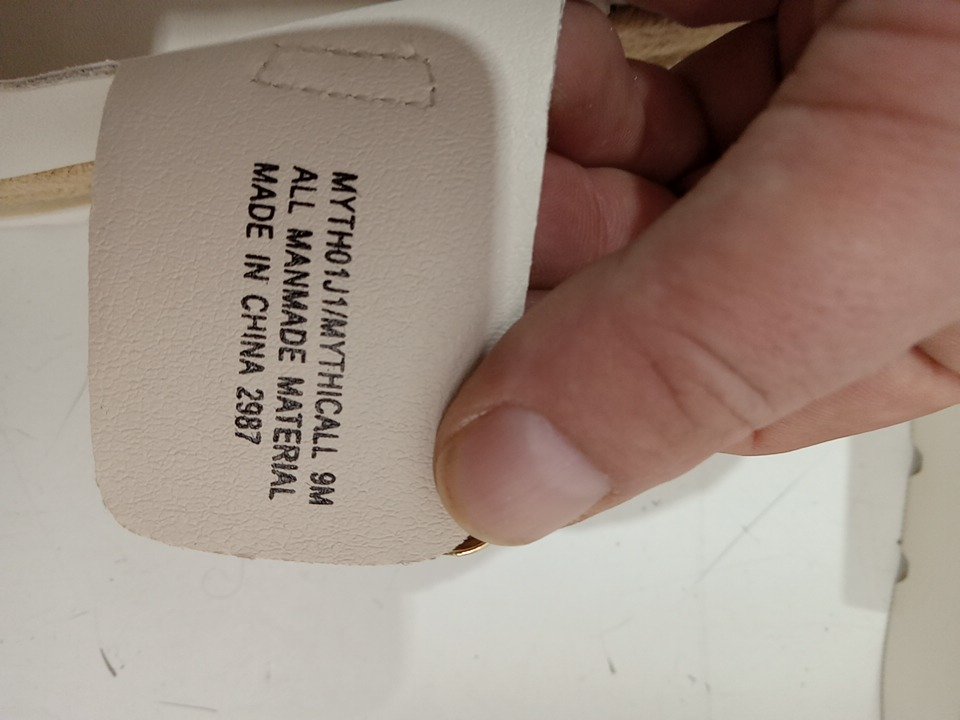 MYTH01J1/MYTHICALL 9M
ALL MANMADE MATERIAL
MADE IN CHINA 2987